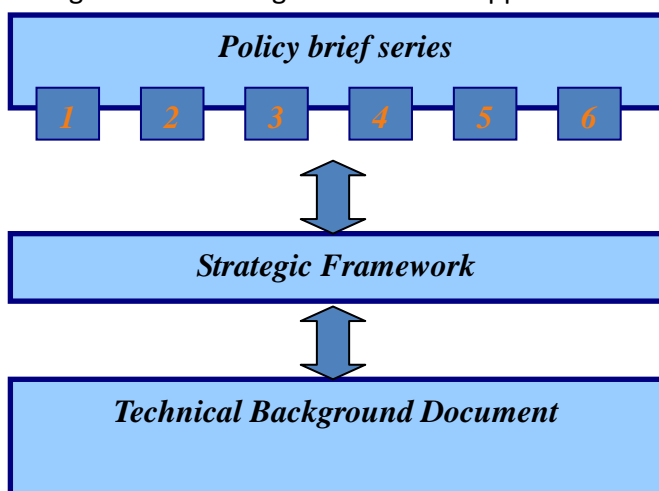 Policy brief series
1 2 3 4 5 6
Strategic Framework
Technical Background Document